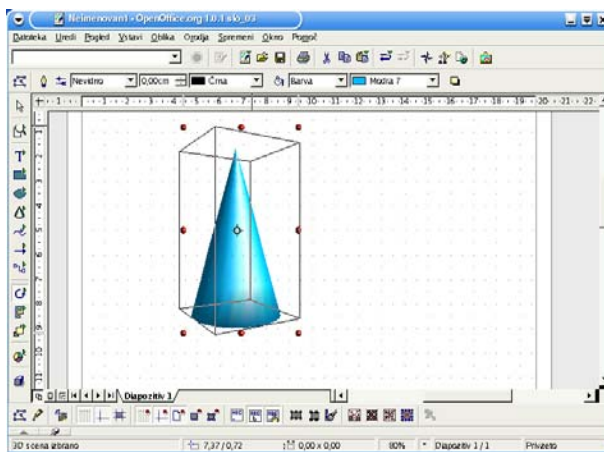 Neimenovan1 - OpenOffice.org 1.0.1 slo_03
Datoteka Uredi Pogled Vstavi Oblika Orodja Spremeni Okno Pomoč
Nevidno 0,00cm Črna Barva Modra 7
Diapozitiv 1
3D scena izbrano 7,37 / 0,72 0,00 x 0,00 80% * Diapozitiv 1 / 1 Privzeto